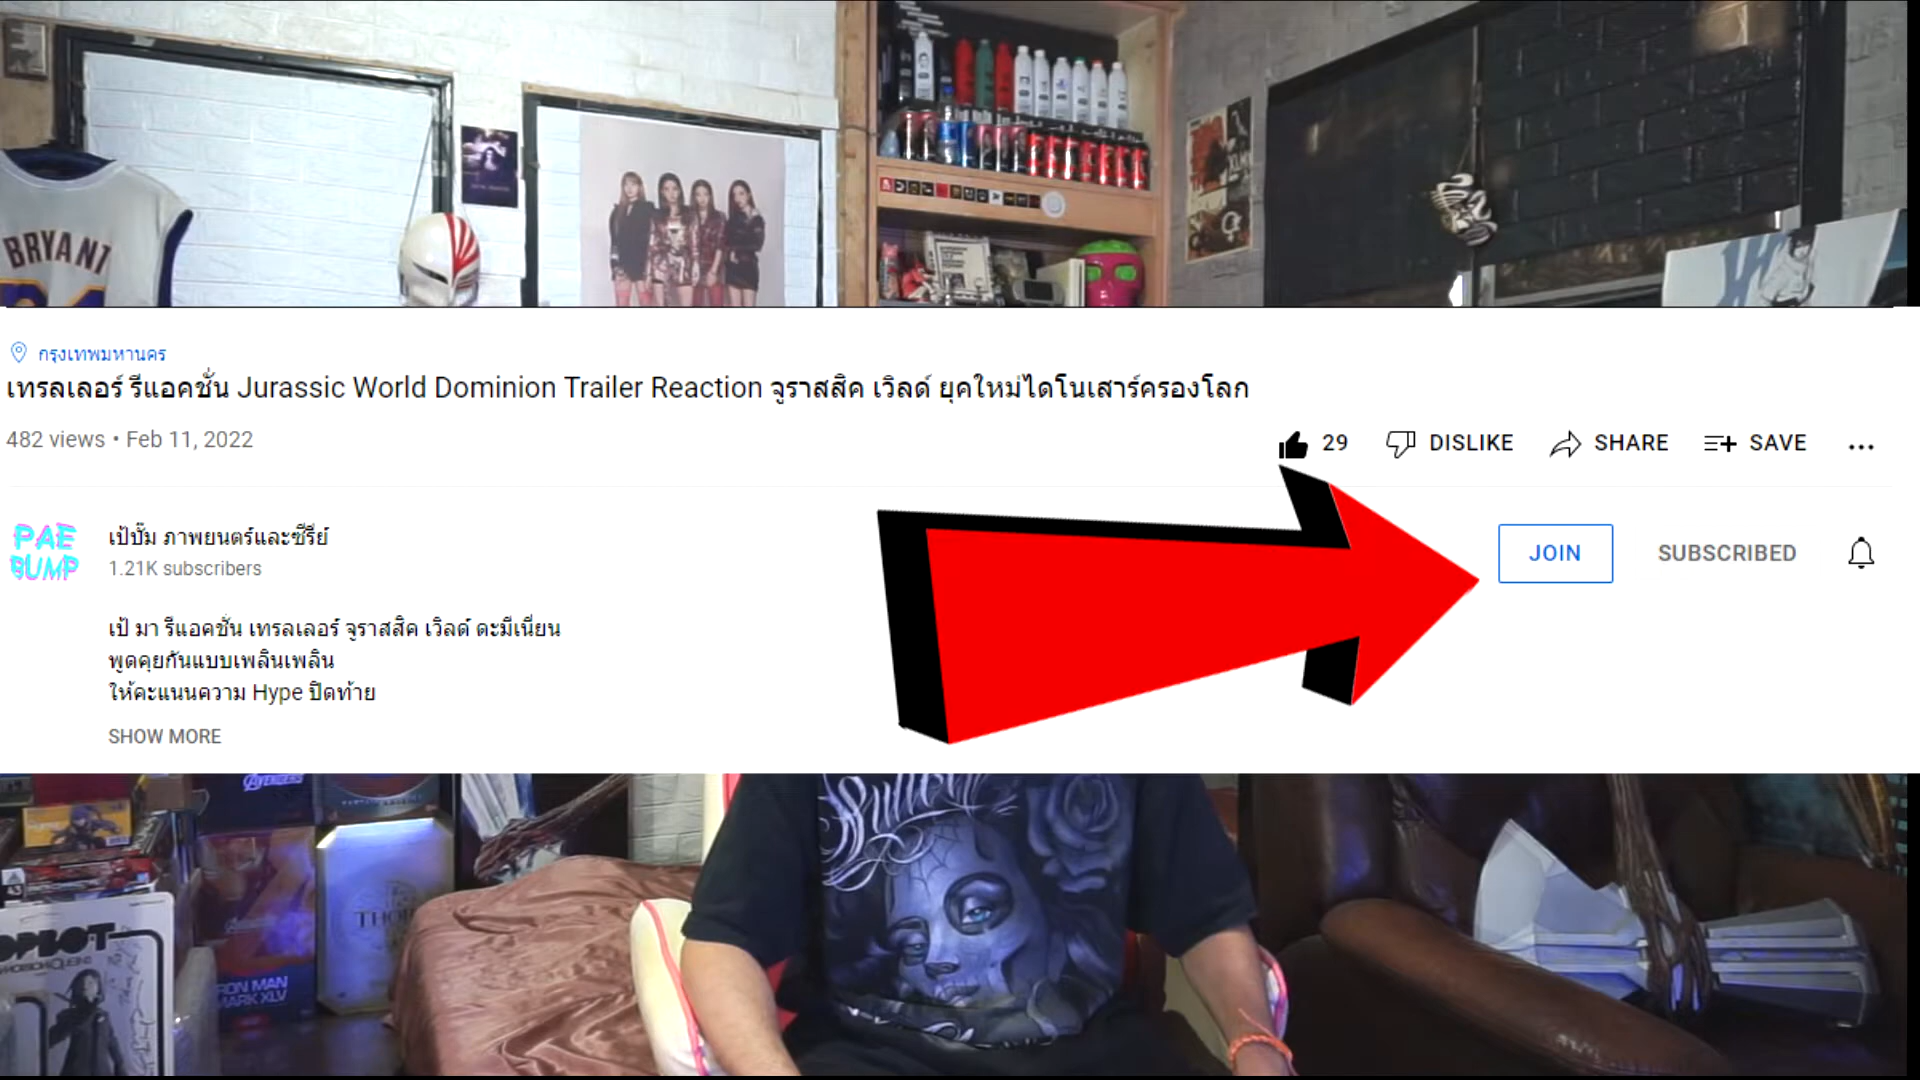 BRYANT
กรุงเทพมหานคร
เทรลเลอร์ รีแอคชั่น Jurassic World Dominion Trailer Reaction จูราสสิค เวิลด์ ยุคใหม่ไดโนเสาร์ครองโลก
482 views • Feb 11, 2022
29 DISLIKE SHARE SAVE ...
PAE
BUMP
เป้ปั๊ม ภาพยนตร์และซีรีย์
1.21K subscribers
JOIN SUBSCRIBED
เป้ มา รีแอคชั่น เทรลเลอร์ จูราสสิค เวิลด์ ดะมีเนี่ยน
พูดคุยกันแบบเพลินเพลิน
ให้คะแนนความ Hype ปิดท้าย
SHOW MORE
AVENGERS
IRON MAN
MARK XLV